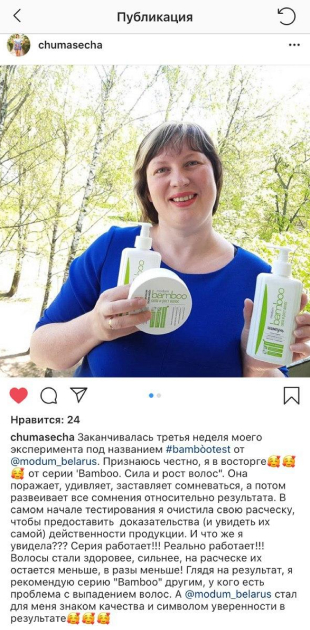 Публикация
chumasecha
bamboo
bamboo
Нравится: 24
chumasecha Заканчивалась третья неделя моего
эксперимента под названием #bambòotest от
@modum_belarus. Признаюсь честно, я в восторге🥰🥰
🥰 от серии 'Bamboo. Сила и рост волос". Она
поражает, удивляет, заставляет сомневаться, а потом
развеивает все сомнения относительно результата. В
самом начале тестирования я очистила свою расческу,
чтобы предоставить доказательства (и увидеть их
самой) действенности продукции. И что же я
увидела??? Серия работает!!! Реально работает!!!
Волосы стали здоровее, сильнее, на расческе их
остается меньше, в разы меньше! Глядя на результат, я
рекомендую серию "Bamboo" другим, у кого есть
проблема с выпадением волос. А @modum_belarus стал
для меня знаком качества и символом уверенности в
результате🥰🥰🥰